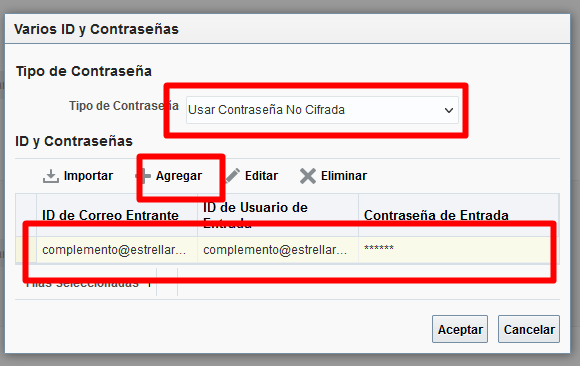 Varios ID y Contraseñas
Tipo de Contraseña
Tipo de Contraseña Usar Contraseña No Cifrada
ID y Contraseñas
Importar Agregar Editar Eliminar
ID de Correo Entrante ID de Usuario de Entrada Contraseña de Entrada
complemento@estrellar... complemento@estrellar... ******
Filas Seleccionadas 1
Aceptar Cancelar